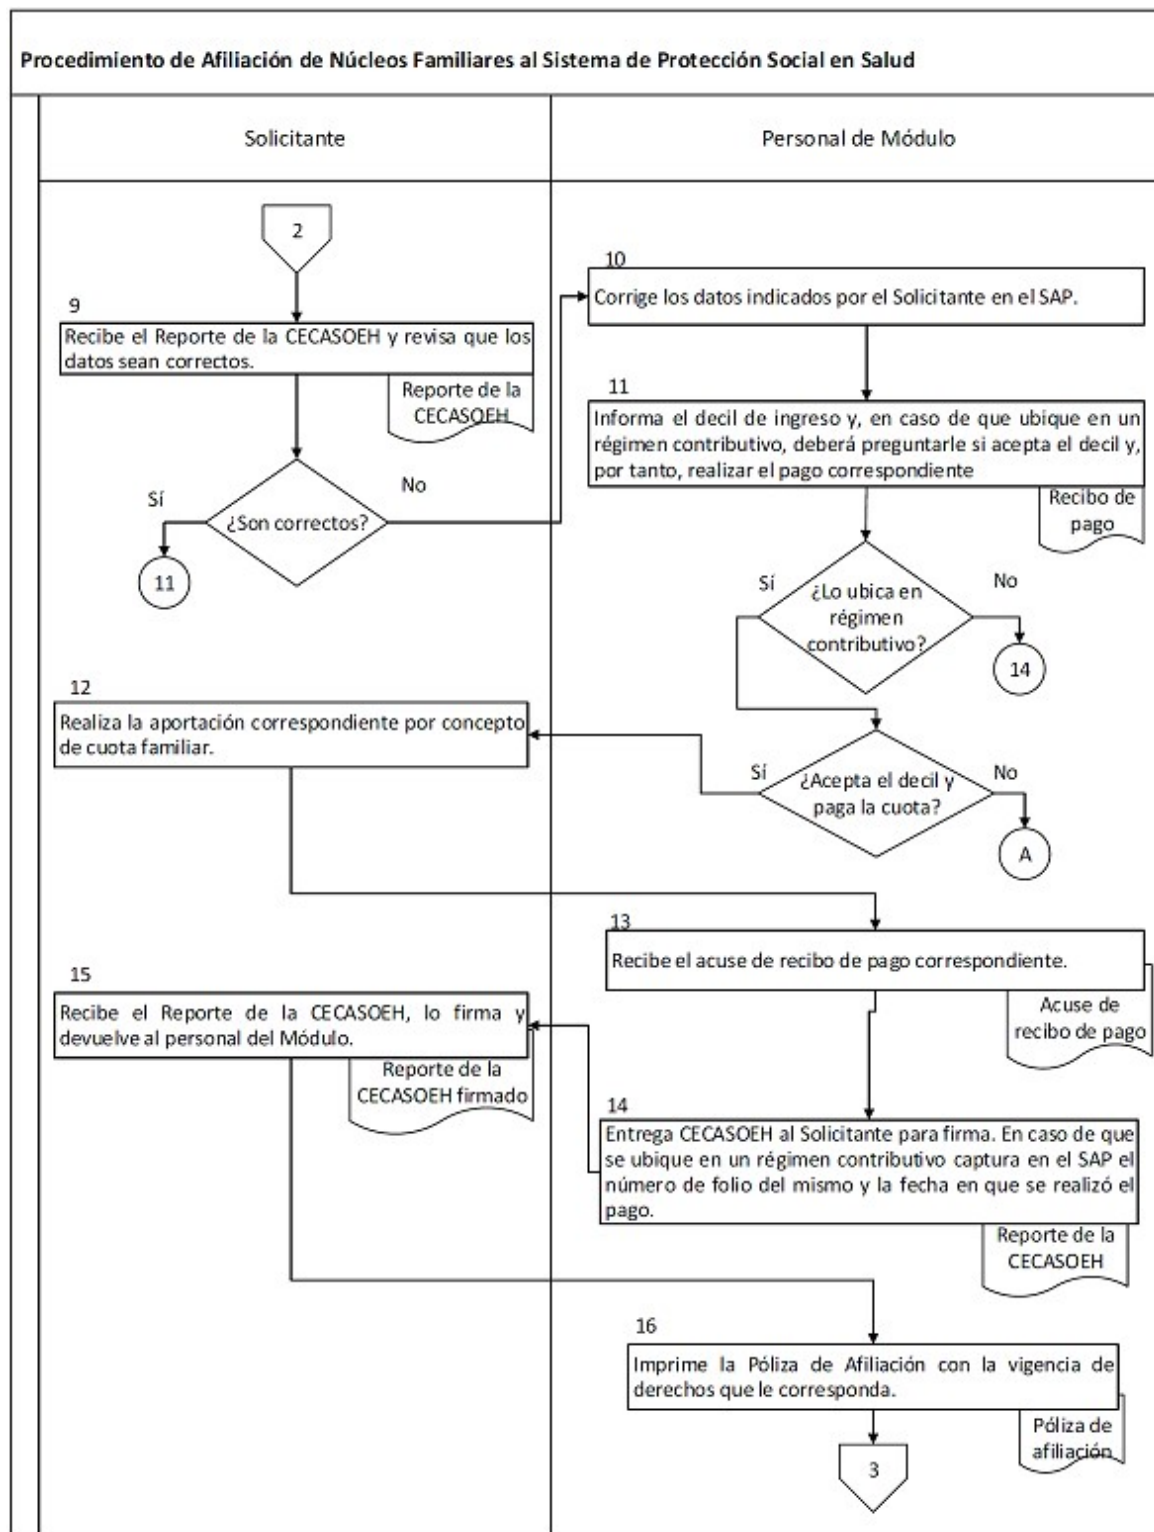 Procedimiento de Afiliación de Núcleos Familiares al Sistema de Protección Social en Salud
Solicitante
Personal de Módulo
2
9
Recibe el Reporte de la CECASOEH y revisa que los
datos sean correctos.
Reporte de la
CECASOEH
¿Son correctos?
Sí
No
11
10
Corrige los datos indicados por el Solicitante en el SAP.
11
Informa el decil de ingreso y, en caso de que ubique en un
régimen contributivo, deberá preguntarle si acepta el decil y,
por tanto, realizar el pago correspondiente
Recibo de
pago
Sí
No
¿Lo ubica en
régimen
contributivo?
14
Sí
No
¿Acepta el decil y
paga la cuota?
A
12
Realiza la aportación correspondiente por concepto
de cuota familiar.
13
Recibe el acuse de recibo de pago correspondiente.
Acuse de
recibo de pago
14
Entrega CECASOEH al Solicitante para firma. En caso de que
se ubique en un régimen contributivo captura en el SAP el
número de folio del mismo y la fecha en que se realizó el
pago.
Reporte de la
CECASOEH
15
Recibe el Reporte de la CECASOEH, lo firma y
devuelve al personal del Módulo.
Reporte de la
CECASOEH firmado
16
Imprime la Póliza de Afiliación con la vigencia de
derechos que le corresponda.
Póliza de
afiliación
3